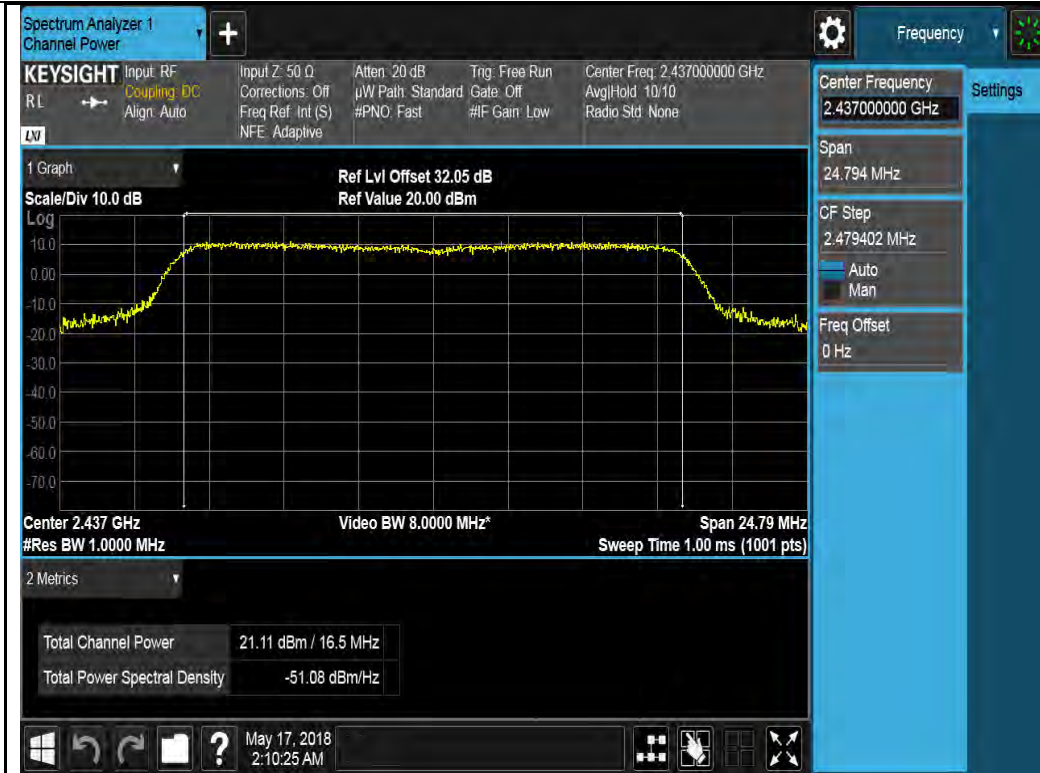 Spectrum Analyzer 1
Channel Power
+
Frequency
KEYSIGHT
RL
LXI
Input: RF
Coupling: DC
Align: Auto
Input Z: 50 Ω
Corrections: Off
Freq Ref: Int (S)
NFE: Adaptive
Atten: 20 dB
µW Path: Standard
#PNO: Fast
Trig: Free Run
Gate: Off
#IF Gain: Low
Center Freq: 2.437000000 GHz
Avg|Hold: 10/10
Radio Std: None
Center Frequency
2.437000000 GHz
Settings
Span
24.794 MHz
CF Step
2.479402 MHz
Auto
Man
Freq Offset
0 Hz
1 Graph
Scale/Div 10.0 dB
Ref Lvl Offset 32.05 dB
Ref Value 20.00 dBm
Log
10.0
0.00
-10.0
-20.0
-30.0
-40.0
-50.0
-60.0
-70.0
Center 2.437 GHz
#Res BW 1.0000 MHz
Video BW 8.0000 MHz*
Span 24.79 MHz
Sweep Time 1.00 ms (1001 pts)
2 Metrics
Total Channel Power 21.11 dBm / 16.5 MHz
Total Power Spectral Density -51.08 dBm/Hz
?
May 17, 2018
2:10:25 AM